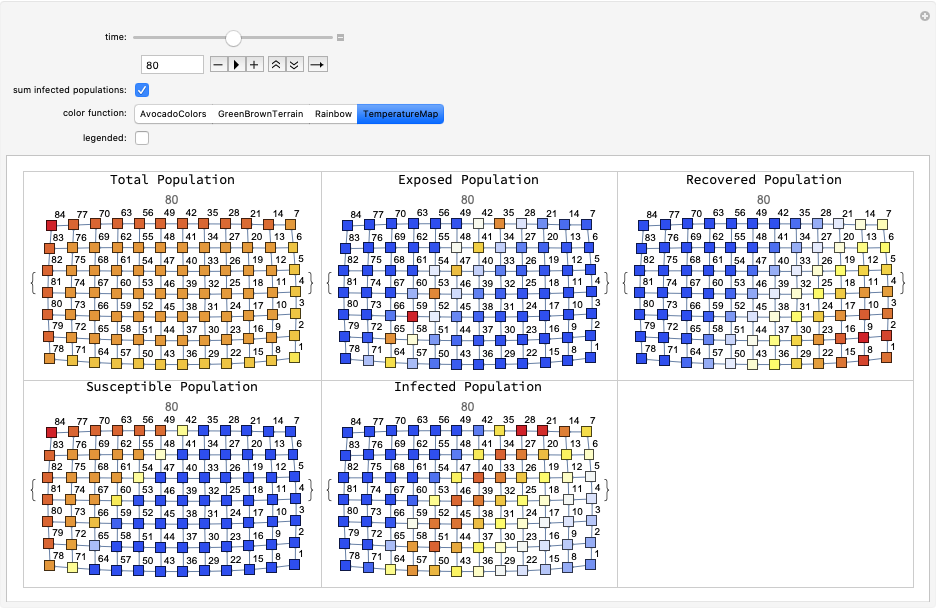 time:
80
sum infected populations:
color function: AvocadoColors GreenBrownTerrain Rainbow TemperatureMap
legended:
Total Population
80
84 77 70 63 56 49 42 35 28 21 14 7
83 76 69 62 55 48 41 34 27 20 13 6
82 75 68 61 54 47 40 33 26 19 12 5
81 74 67 60 53 46 39 32 25 18 11 4
80 73 66 59 52 45 38 31 24 17 10 3
79 72 65 58 51 44 37 30 23 16 9 2
78 71 64 57 50 43 36 29 22 15 8 1
Exposed Population
80
84 77 70 63 56 49 42 35 28 21 14 7
83 76 69 62 55 48 41 34 27 20 13 6
82 75 68 61 54 47 40 33 26 19 12 5
81 74 67 60 53 46 39 32 25 18 11 4
80 73 66 59 52 45 38 31 24 17 10 3
79 72 65 58 51 44 37 30 23 16 9 2
78 71 64 57 50 43 36 29 22 15 8 1
Recovered Population
80
84 77 70 63 56 49 42 35 28 21 14 7
83 76 69 62 55 48 41 34 27 20 13 6
82 75 68 61 54 47 40 33 26 19 12 5
81 74 67 60 53 46 39 32 25 18 11 4
80 73 66 59 52 45 38 31 24 17 10 3
79 72 65 58 51 44 37 30 23 16 9 2
78 71 64 57 50 43 36 29 22 15 8 1
Susceptible Population
80
84 77 70 63 56 49 42 35 28 21 14 7
83 76 69 62 55 48 41 34 27 20 13 6
82 75 68 61 54 47 40 33 26 19 12 5
81 74 67 60 53 46 39 32 25 18 11 4
80 73 66 59 52 45 38 31 24 17 10 3
79 72 65 58 51 44 37 30 23 16 9 2
78 71 64 57 50 43 36 29 22 15 8 1
Infected Population
80
84 77 70 63 56 49 42 35 28 21 14 7
83 76 69 62 55 48 41 34 27 20 13 6
82 75 68 61 54 47 40 33 26 19 12 5
81 74 67 60 53 46 39 32 25 18 11 4
80 73 66 59 52 45 38 31 24 17 10 3
79 72 65 58 51 44 37 30 23 16 9 2
78 71 64 57 50 43 36 29 22 15 8 1